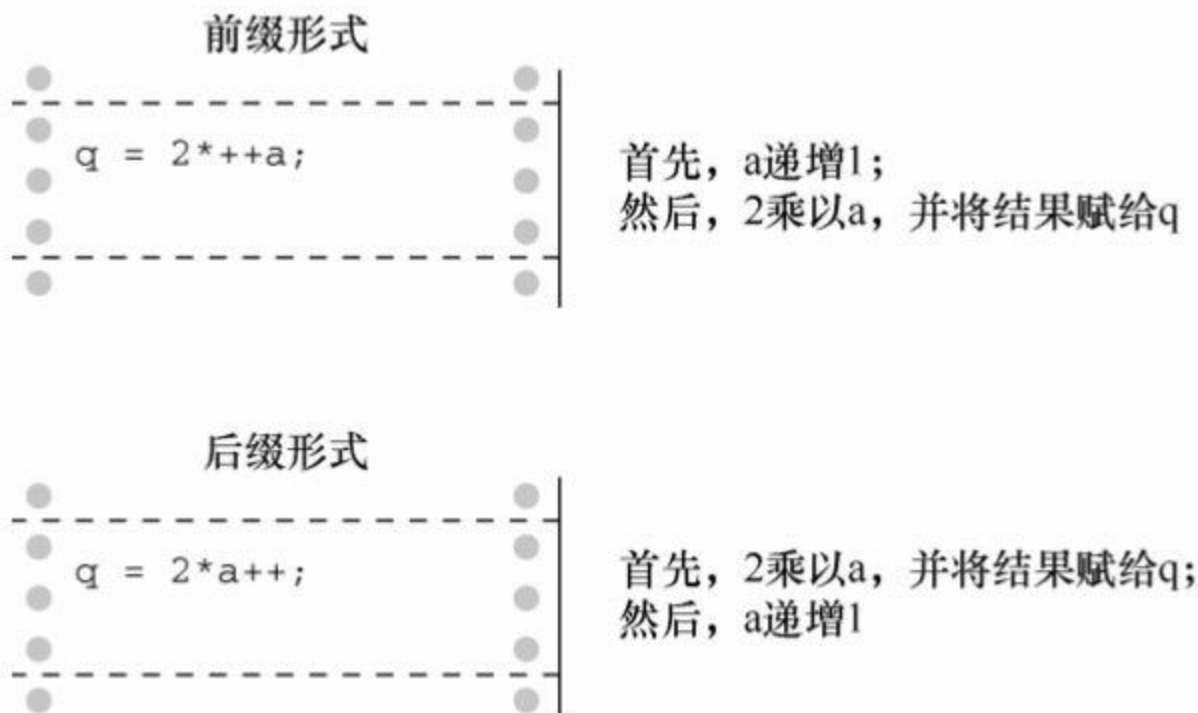 前缀形式
q = 2*++a;
首先，a递增1；
然后，2乘以a，并将结果赋给q
后缀形式
q = 2*a++;
首先，2乘以a，并将结果赋给q；
然后，a递增1